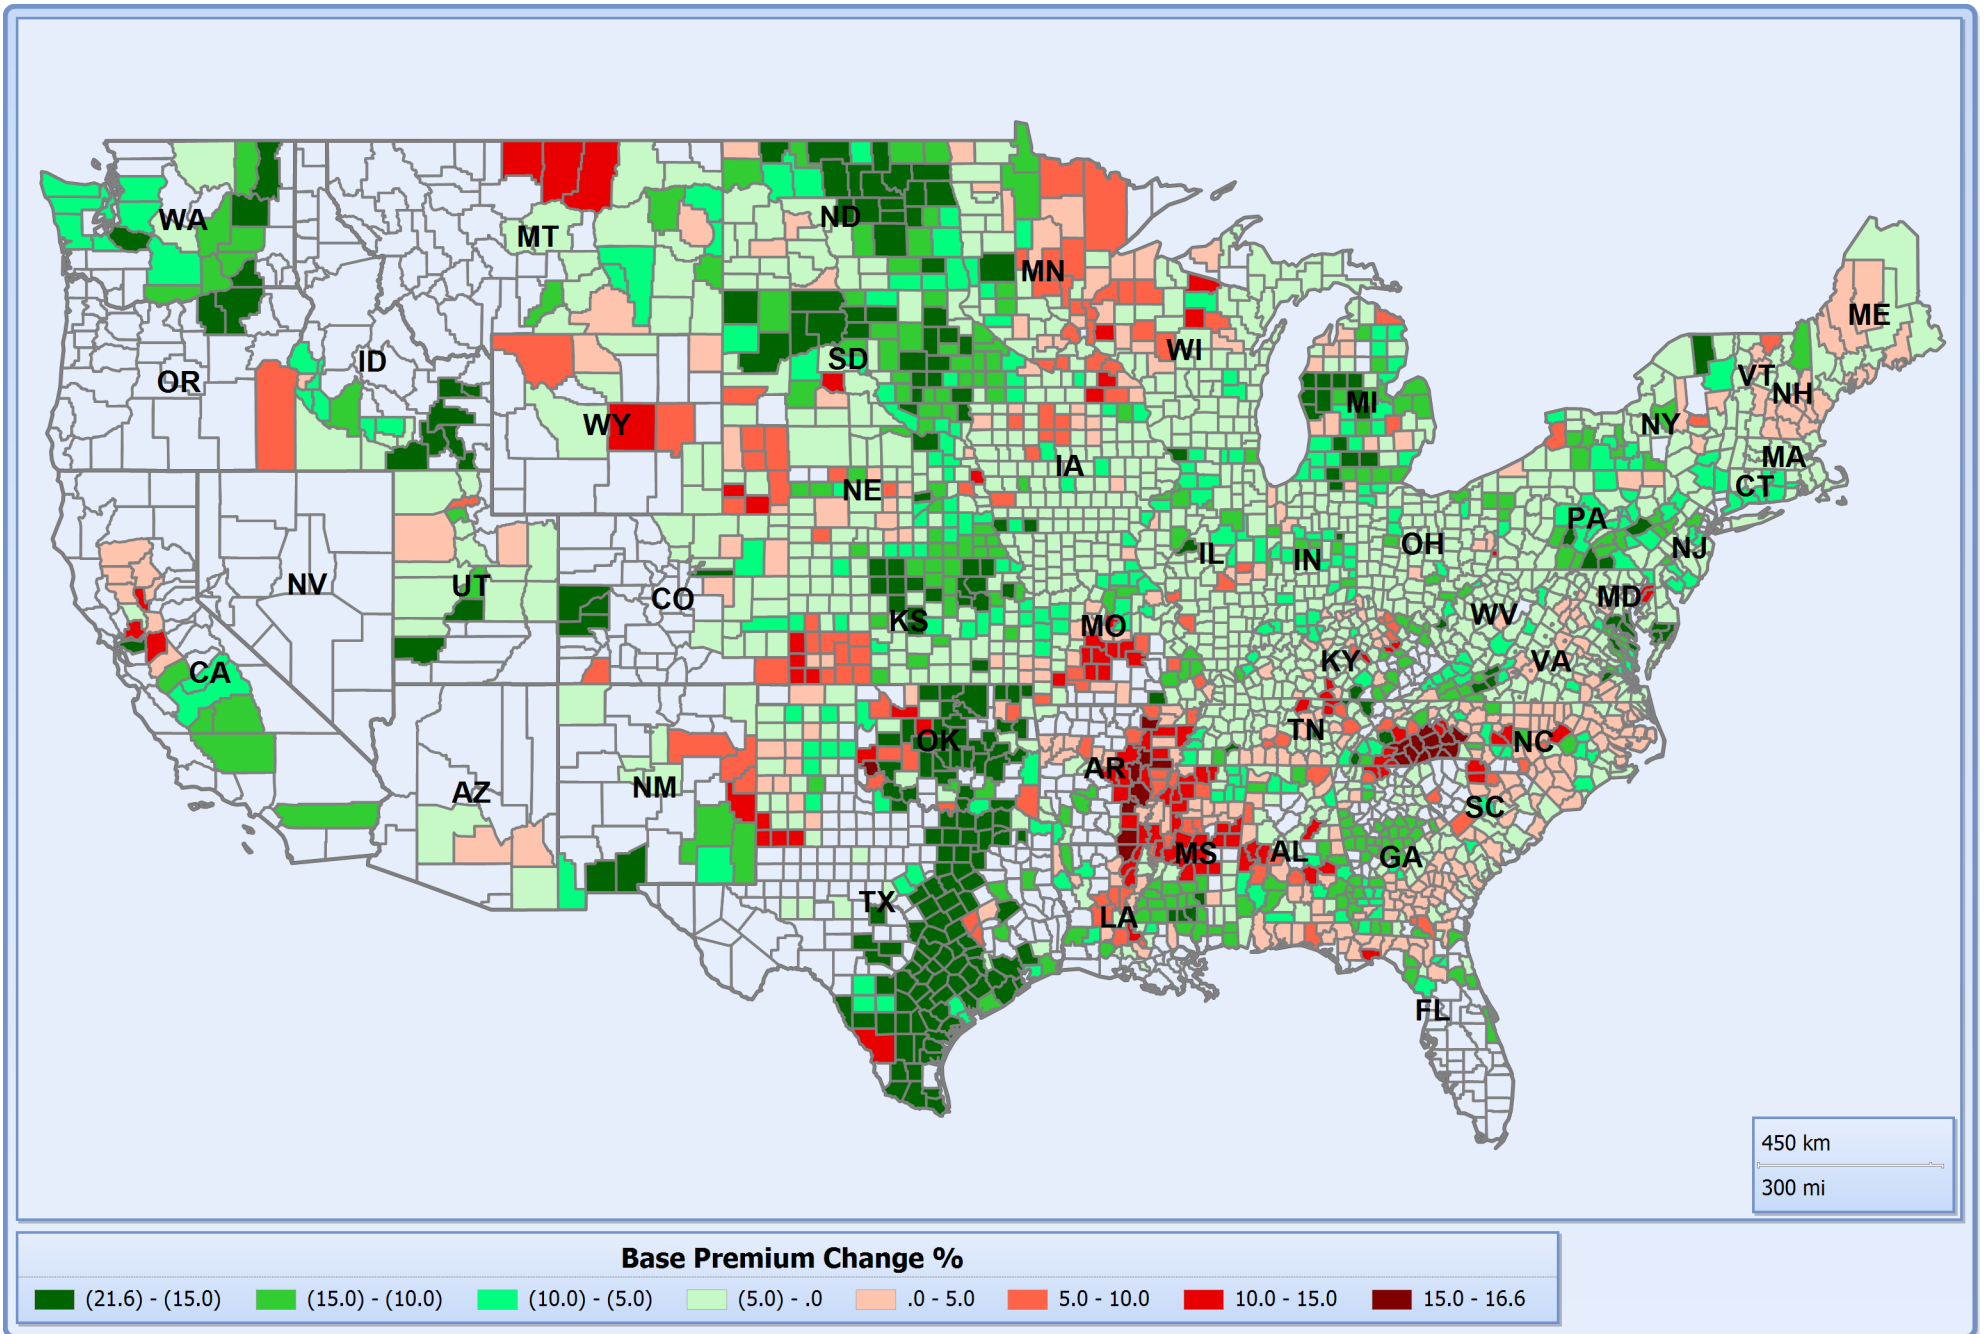 WA
MT
ND
MN
ME
OR
ID
SD
WI
MI
VT
NH
NY
WY
IA
MA
NE
CT
PA
NV
UT
CO
KS
MO
IL
IN
OH
NJ
MD
WV
CA
KY
VA
AZ
NM
OK
AR
TN
NC
SC
TX
LA
MS
AL
GA
FL
450 km
300 mi
Base Premium Change %
(21.6) - (15.0)
(15.0) - (10.0)
(10.0) - (5.0)
(5.0) - .0
.0 - 5.0
5.0 - 10.0
10.0 - 15.0
15.0 - 16.6